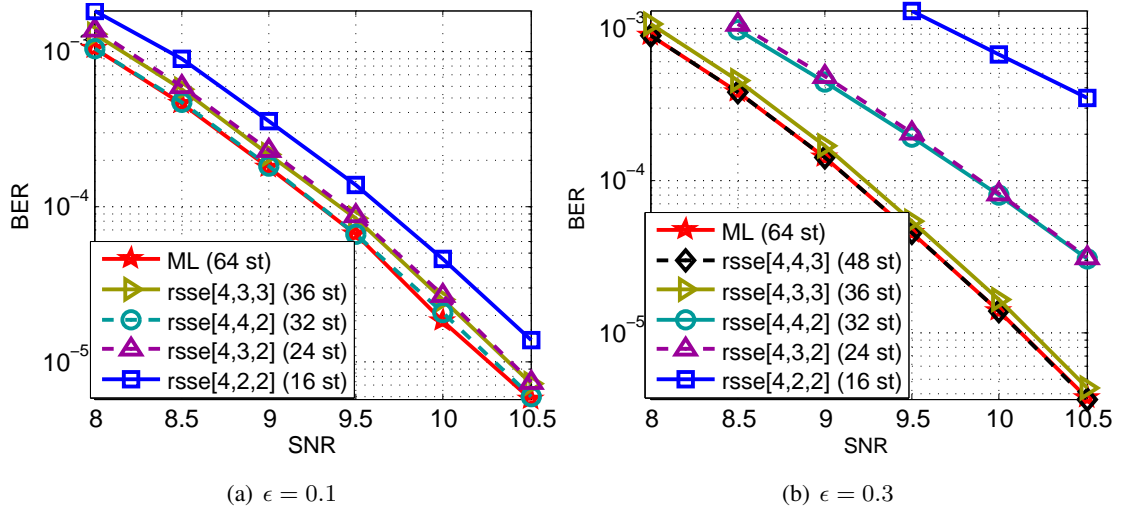 10^{-3}
10^{-4}
10^{-5}
BER
ML (64 st)
rsse[4,3,3] (36 st)
rsse[4,4,2] (32 st)
rsse[4,3,2] (24 st)
rsse[4,2,2] (16 st)
8 8.5 9 9.5 10 10.5
SNR
(a) ϵ = 0.1
10^{-3}
10^{-4}
10^{-5}
BER
ML (64 st)
rsse[4,4,3] (48 st)
rsse[4,3,3] (36 st)
rsse[4,4,2] (32 st)
rsse[4,3,2] (24 st)
rsse[4,2,2] (16 st)
8 8.5 9 9.5 10 10.5
SNR
(b) ϵ = 0.3